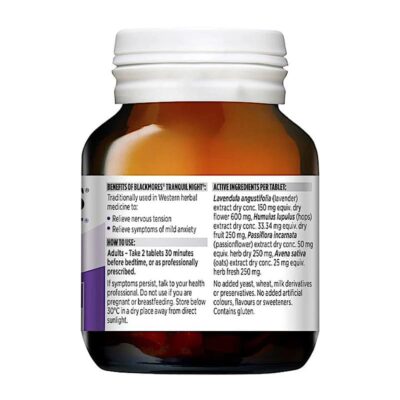 S®
BENEFITS OF BLACKMORES® TRANQUIL NIGHT®:
Traditionally used in Western herbal
medicine to:
• Relieve nervous tension
• Relieve symptoms of mild anxiety
HOW TO USE:
Adults - Take 2 tablets 30 minutes
before bedtime, or as professionally
prescribed.
If symptoms persist, talk to your health
professional. Do not use if you are
pregnant or breastfeeding. Store below
30°C in a dry place away from direct
sunlight.
ACTIVE INGREDIENTS PER TABLET:
Lavendula angustifolia (lavender)
extract dry conc. 150 mg equiv. dry
flower 600 mg, Humulus lupulus (hops)
extract dry conc. 33.34 mg equiv. dry
fruit 250 mg, Passiflora incarnata
(passionflower) extract dry conc. 50 mg
equiv. herb dry 250 mg, Avena sativa
(oats) extract dry conc. 25 mg equiv.
herb fresh 250 mg.
No added yeast, wheat, milk derivatives
or preservatives. No added artificial
colours, flavours or sweeteners.
Contains gluten.